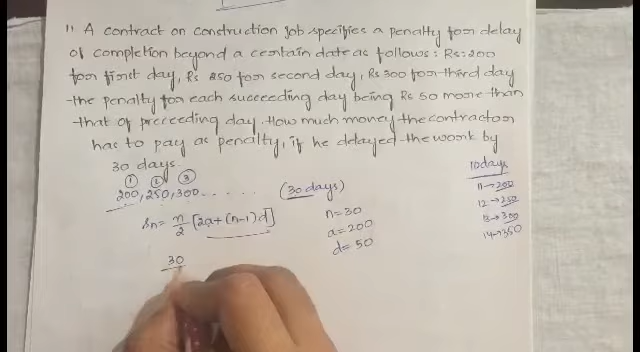 11 A contract on construction job specifies a penalty for delay
of completion beyond a certain date as follows: Rs: 200
for first day, Rs 250 for second day, Rs 300 for third day
the penalty for each succeeding day being Rs 50 more than
that of preceeding day. How much money the contractor
has to pay as penalty, if he delayed the work by
30 days.
① ② ③
200, 250, 300 . . . . . . (30 days)
Sn = n/2 [2a + (n-1)d]
n = 30
a = 200
d = 50
30
10 days
11 → 200
12 → 250
13 → 300
14 → 350